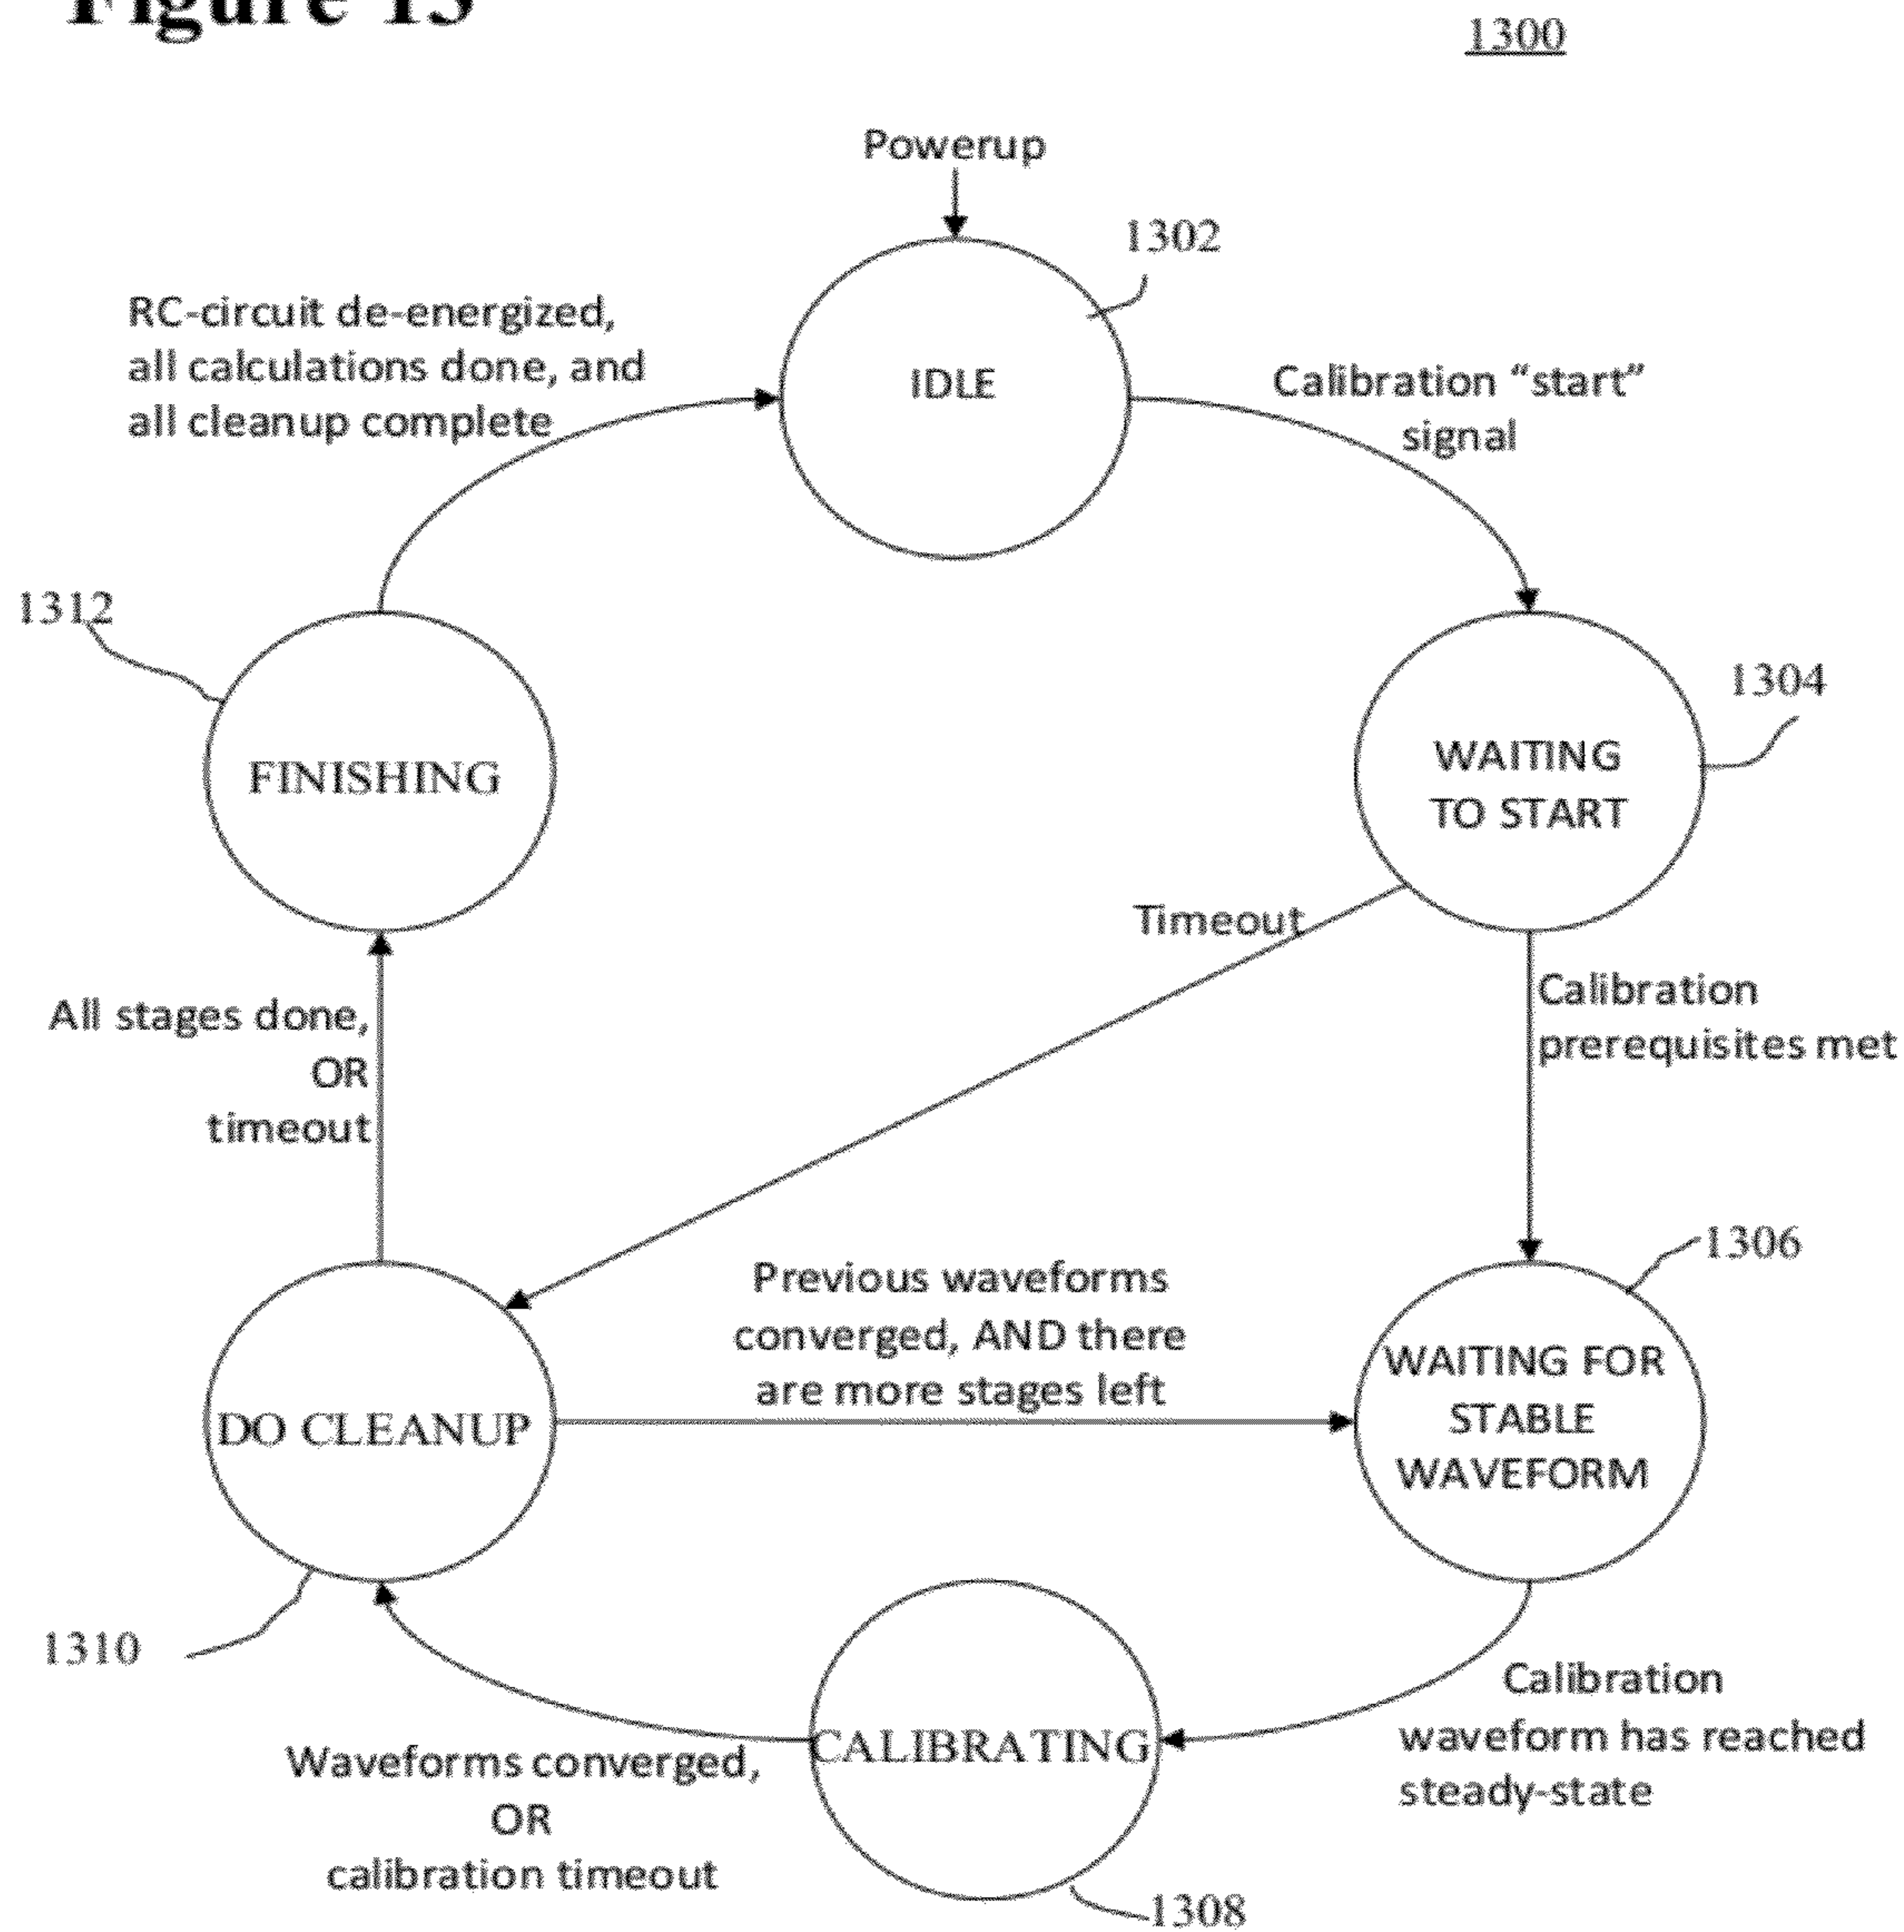 Figure 13
1300
Powerup
1302
RC-circuit de-energized,
all calculations done, and
all cleanup complete
IDLE
Calibration “start”
signal
1312
1304
FINISHING
WAITING
TO START
Timeout
All stages done,
OR
timeout
Calibration
prerequisites met
1306
Previous waveforms
converged, AND there
are more stages left
DO CLEANUP
WAITING FOR
STABLE
WAVEFORM
1310
CALIBRATING
Calibration
waveform has reached
steady-state
Waveforms converged,
OR
calibration timeout
1308